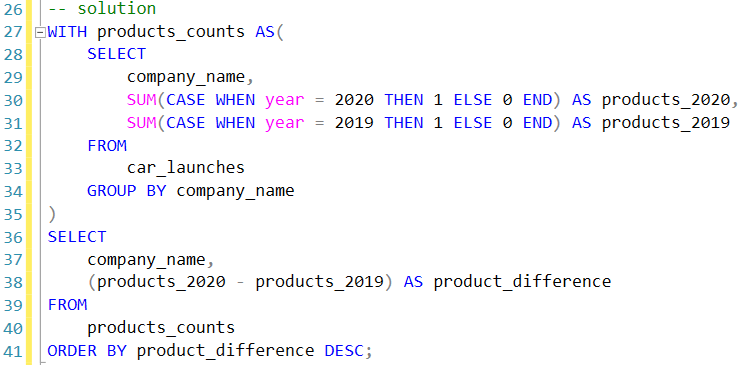 26 -- solution
27 WITH products_counts AS(
28 SELECT
29 company_name,
30 SUM(CASE WHEN year = 2020 THEN 1 ELSE 0 END) AS products_2020,
31 SUM(CASE WHEN year = 2019 THEN 1 ELSE 0 END) AS products_2019
32 FROM
33 car_launches
34 GROUP BY company_name
35 )
36 SELECT
37 company_name,
38 (products_2020 - products_2019) AS product_difference
39 FROM
40 products_counts
41 ORDER BY product_difference DESC;